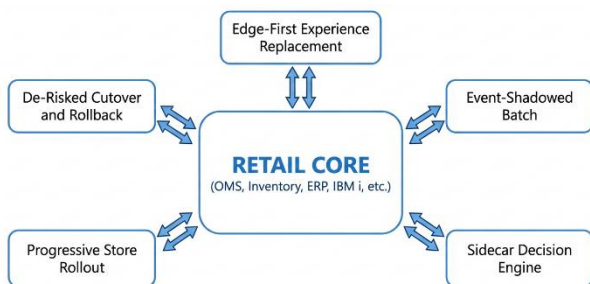 Edge-First Experience
Replacement
De-Risked Cutover
and Rollback
Event-Shadowed
Batch
RETAIL CORE
(OMS, Inventory, ERP, IBM i, etc.)
Progressive Store
Rollout
Sidecar Decision
Engine